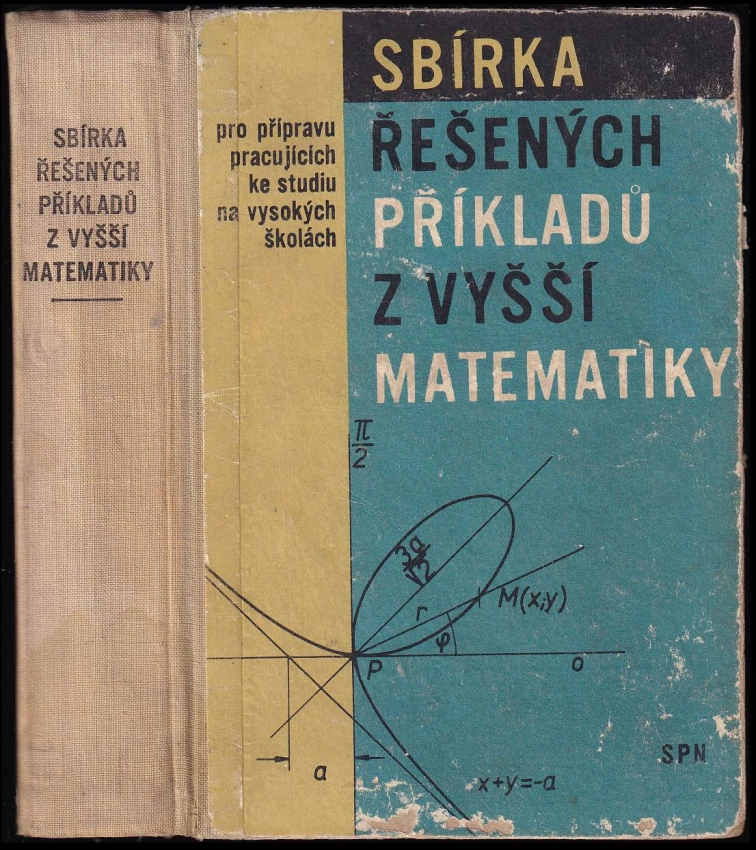 SBÍRKA
ŘEŠENÝCH
PŘÍKLADŮ
Z VYŠŠÍ
MATEMATIKY
pro přípravu
pracujících
ke studiu
na vysokých
školách
SBÍRKA
ŘEŠENÝCH
PŘÍKLADŮ
Z VYŠŠÍ
MATEMATIKY
π
2
3a
√2
M(x;y)
r
φ
P
o
a
x+y=-a
SPN